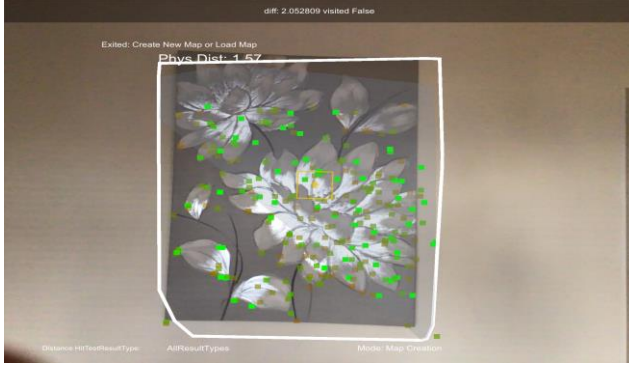 diff: 2.052809 visited False
Exited: Create New Map or Load Map
Phys Dist: 1.57
Distance:HitTestResultType:
AllResultTypes
Mode: Map Creation